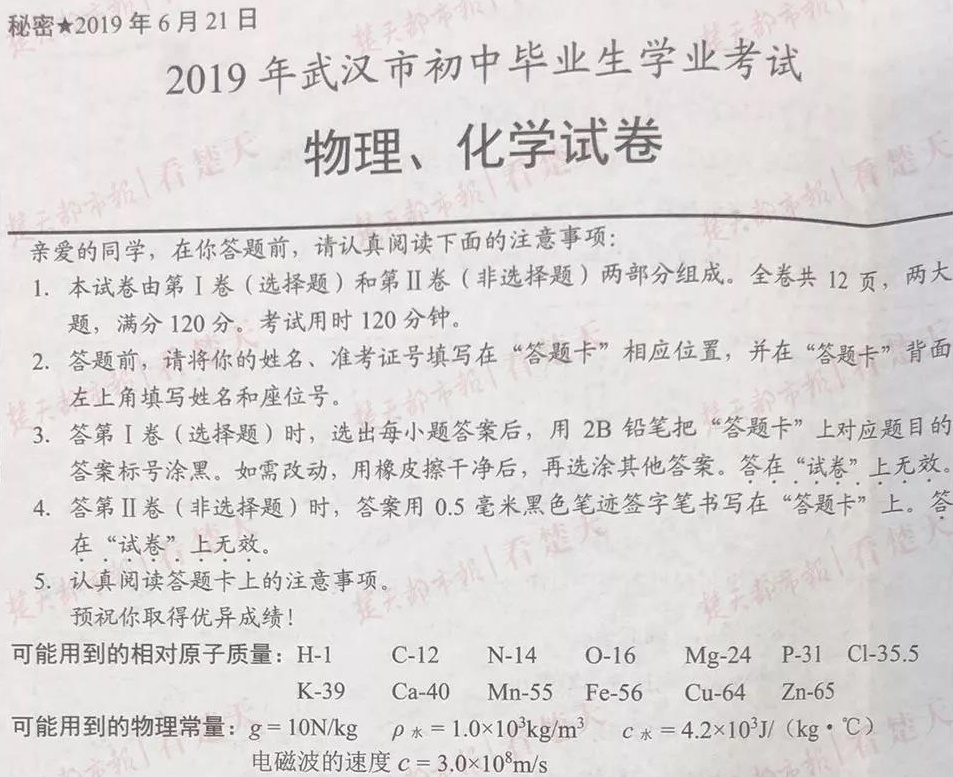 秘密★2019年6月21日
2019年武汉市初中毕业生学业考试
物理、化学试卷
亲爱的同学，在你答题前，请认真阅读下面的注意事项：
1. 本试卷由第Ⅰ卷（选择题）和第Ⅱ卷（非选择题）两部分组成。全卷共12页，两大
题，满分120分。考试用时120分钟。
2. 答题前，请将你的姓名、准考证号填写在“答题卡”相应位置，并在“答题卡”背面
左上角填写姓名和座位号。
3. 答第Ⅰ卷（选择题）时，选出每小题答案后，用2B铅笔把“答题卡”上对应题目的
答案标号涂黑。如需改动，用橡皮擦干净后，再选涂其他答案。答在“试卷”上无效。
4. 答第Ⅱ卷（非选择题）时，答案用0.5毫米黑色笔迹签字笔书写在“答题卡”上。答
在“试卷”上无效。
5. 认真阅读答题卡上的注意事项。
预祝你取得优异成绩！
可能用到的相对原子质量：H-1 C-12 N-14 O-16 Mg-24 P-31 Cl-35.5
K-39 Ca-40 Mn-55 Fe-56 Cu-64 Zn-65
可能用到的物理常量：g = 10N/kg ρ水 = 1.0×10³kg/m³ c水 = 4.2×10³J/（kg·℃）
电磁波的速度 c = 3.0×10⁸m/s
楚天都市报|看楚天